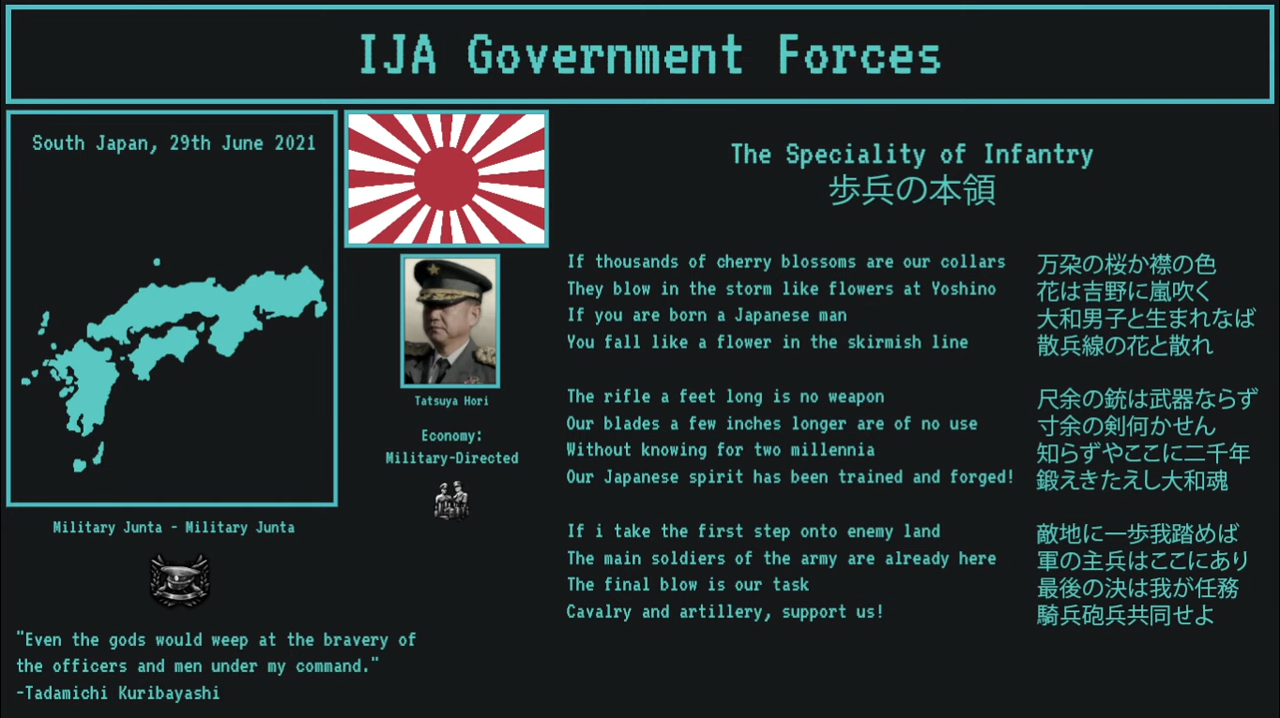 IJA Government Forces
South Japan, 29th June 2021
Military Junta - Military Junta
"Even the gods would weep at the bravery of
the officers and men under my command."
-Tadamichi Kuribayashi
Tatsuya Hori
Economy:
Military-Directed
The Speciality of Infantry
歩兵の本領
If thousands of cherry blossoms are our collars
They blow in the storm like flowers at Yoshino
If you are born a Japanese man
You fall like a flower in the skirmish line
The rifle a feet long is no weapon
Our blades a few inches longer are of no use
Without knowing for two millennia
Our Japanese spirit has been trained and forged!
If i take the first step onto enemy land
The main soldiers of the army are already here
The final blow is our task
Cavalry and artillery, support us!
万朶の桜か襟の色
花は吉野に嵐吹く
大和男子と生まれなば
散兵線の花と散れ
尺余の銃は武器ならず
寸余の剣何かせん
知らずやここに二千年
鍛えきたえし大和魂
敵地に一歩我踏めば
軍の主兵はここにあり
最後の決は我が任務
騎兵砲兵共同せよ